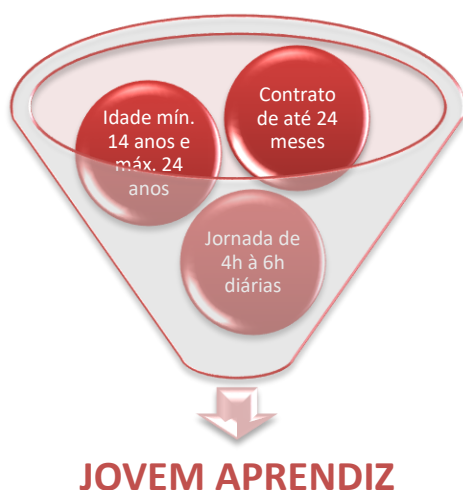 Idade mín.
14 anos e
máx. 24
anos
Contrato
de até 24
meses
Jornada de
4h à 6h
diárias
JOVEM APRENDIZ